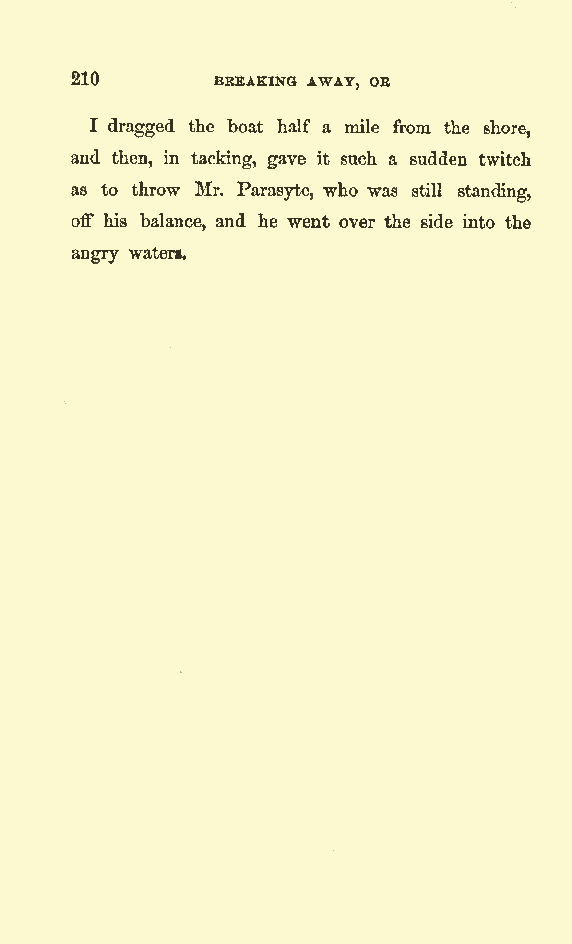 210 BREAKING AWAY, OR
I dragged the boat half a mile from the shore,
and then, in tacking, gave it such a sudden twitch
as to throw Mr. Parasyte, who was still standing,
off his balance, and he went over the side into the
angry waters.